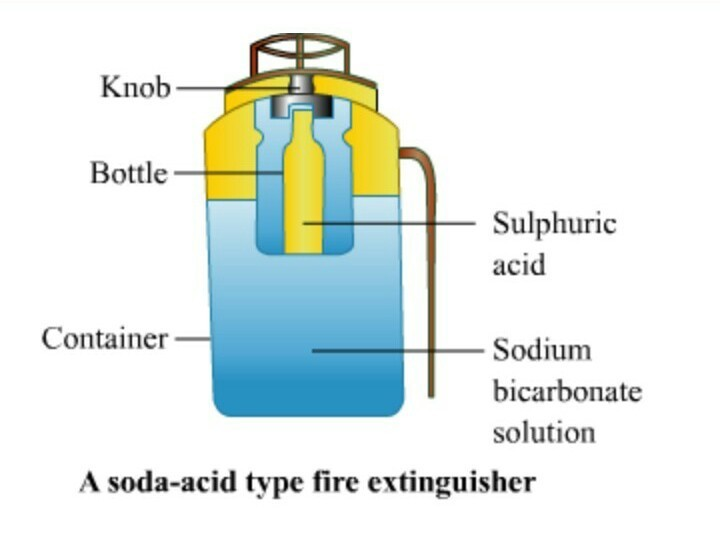 Knob
Bottle
Sulphuric
acid
Container
Sodium
bicarbonate
solution
A soda-acid type fire extinguisher